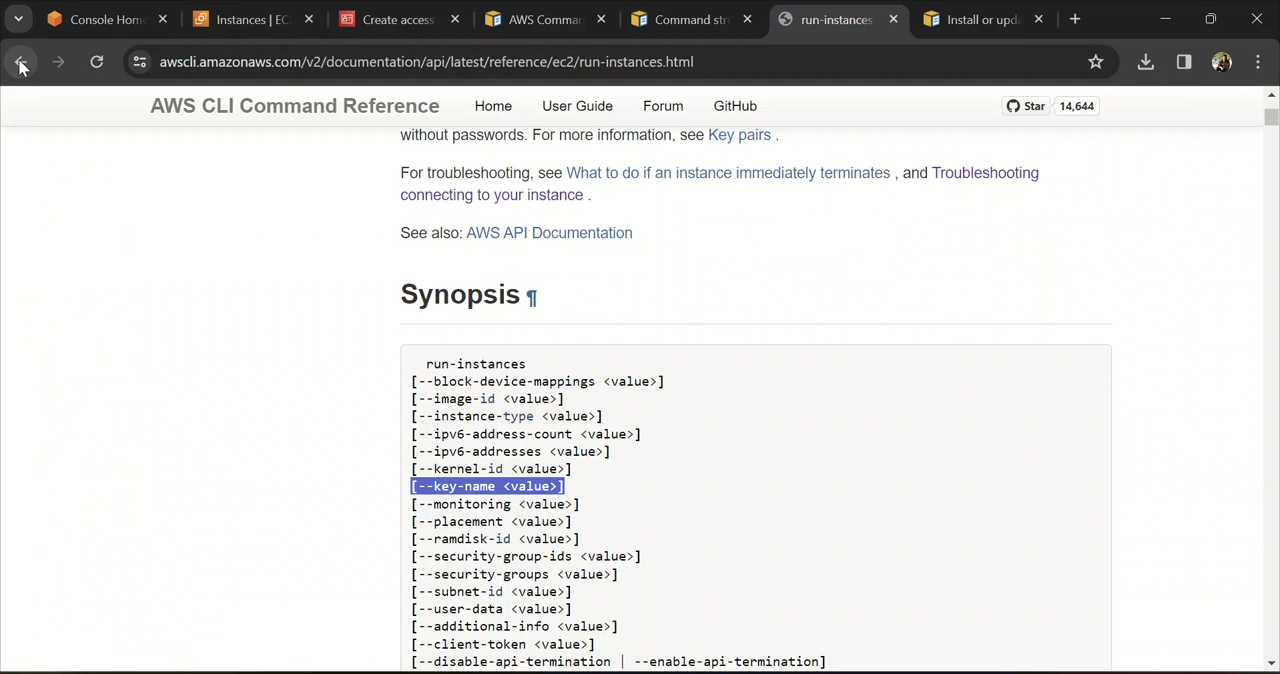 Console Hom
Instances | EC
Create access
AWS Comman
Command str
run-instances
Install or upda
awscli.amazonaws.com/v2/documentation/api/latest/reference/ec2/run-instances.html
AWS CLI Command Reference
Home
User Guide
Forum
GitHub
Star
14,644
without passwords. For more information, see Key pairs .
For troubleshooting, see What to do if an instance immediately terminates , and Troubleshooting
connecting to your instance .
See also: AWS API Documentation
Synopsis ¶
run-instances
[--block-device-mappings <value>]
[--image-id <value>]
[--instance-type <value>]
[--ipv6-address-count <value>]
[--ipv6-addresses <value>]
[--kernel-id <value>]
[--key-name <value>]
[--monitoring <value>]
[--placement <value>]
[--ramdisk-id <value>]
[--security-group-ids <value>]
[--security-groups <value>]
[--subnet-id <value>]
[--user-data <value>]
[--additional-info <value>]
[--client-token <value>]
[--disable-api-termination | --enable-api-termination]